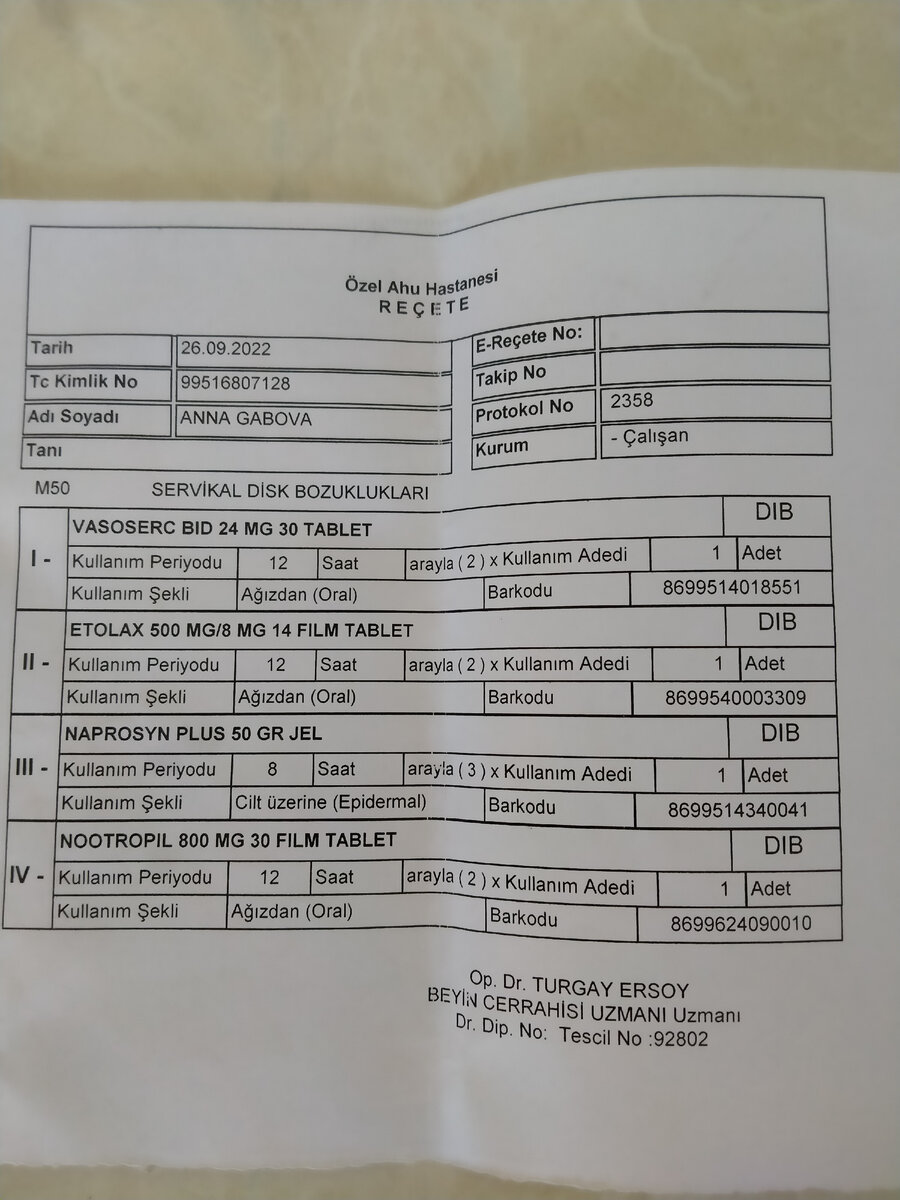 Özel Ahu Hastanesi
REÇETE
Tarih 26.09.2022
Tc Kimlik No 99516807128
Adı Soyadı ANNA GABOVA
Tanı
E-Reçete No:
Takip No
Protokol No 2358
Kurum - Çalışan
M50 SERVİKAL DİSK BOZUKLUKLARI
I - VASOSERC BID 24 MG 30 TABLET DIB
Kullanım Periyodu 12 Saat arayla ( 2 ) x Kullanım Adedi 1 Adet
Kullanım Şekli Ağızdan (Oral) Barkodu 8699514018551
II - ETOLAX 500 MG/8 MG 14 FILM TABLET DIB
Kullanım Periyodu 12 Saat arayla ( 2 ) x Kullanım Adedi 1 Adet
Kullanım Şekli Ağızdan (Oral) Barkodu 8699540003309
III - NAPROSYN PLUS 50 GR JEL DIB
Kullanım Periyodu 8 Saat arayla ( 3 ) x Kullanım Adedi 1 Adet
Kullanım Şekli Cilt üzerine (Epidermal) Barkodu 8699514340041
IV - NOOTROPIL 800 MG 30 FILM TABLET DIB
Kullanım Periyodu 12 Saat arayla ( 2 ) x Kullanım Adedi 1 Adet
Kullanım Şekli Ağızdan (Oral) Barkodu 8699624090010
Op. Dr. TURGAY ERSOY
BEYİN CERRAHİSİ UZMANI Uzmanı
Dr. Dip. No: Tescil No :92802